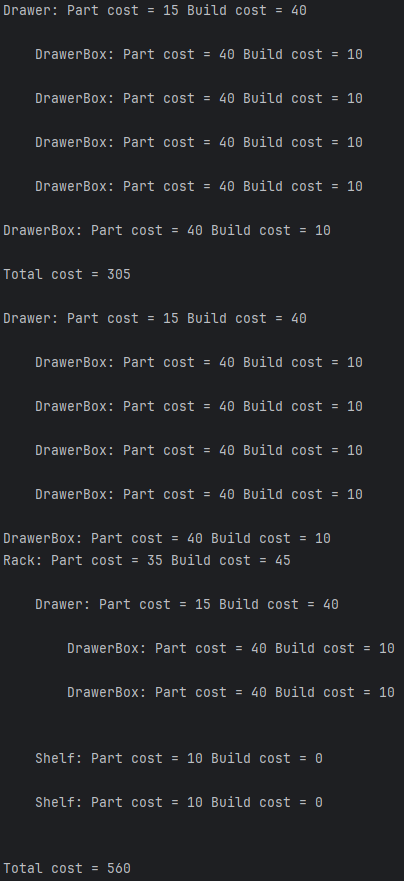 Drawer: Part cost = 15 Build cost = 40
DrawerBox: Part cost = 40 Build cost = 10
DrawerBox: Part cost = 40 Build cost = 10
DrawerBox: Part cost = 40 Build cost = 10
DrawerBox: Part cost = 40 Build cost = 10
DrawerBox: Part cost = 40 Build cost = 10
Total cost = 305
Drawer: Part cost = 15 Build cost = 40
DrawerBox: Part cost = 40 Build cost = 10
DrawerBox: Part cost = 40 Build cost = 10
DrawerBox: Part cost = 40 Build cost = 10
DrawerBox: Part cost = 40 Build cost = 10
DrawerBox: Part cost = 40 Build cost = 10
Rack: Part cost = 35 Build cost = 45
Drawer: Part cost = 15 Build cost = 40
DrawerBox: Part cost = 40 Build cost = 10
DrawerBox: Part cost = 40 Build cost = 10
Shelf: Part cost = 10 Build cost = 0
Shelf: Part cost = 10 Build cost = 0
Total cost = 560